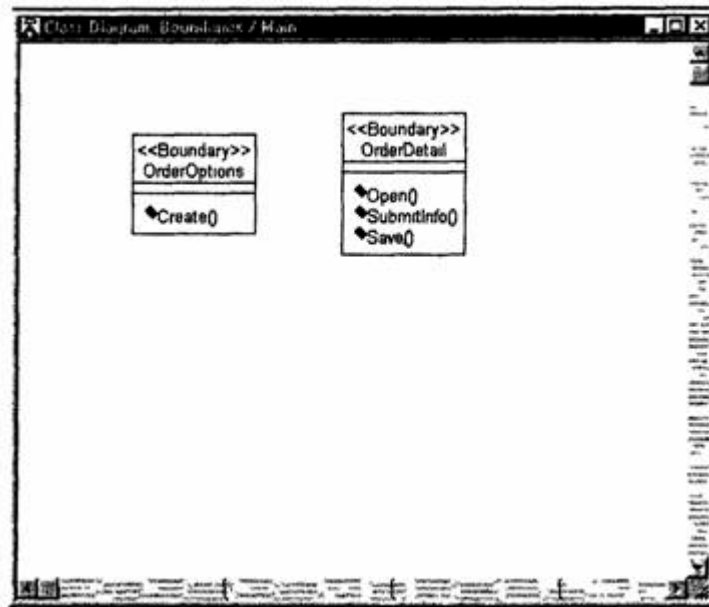 Class Diagram: Boundaries / Main
<<Boundary>>
OrderOptions
Create()
<<Boundary>>
OrderDetail
Open()
SubmitInfo()
Save()